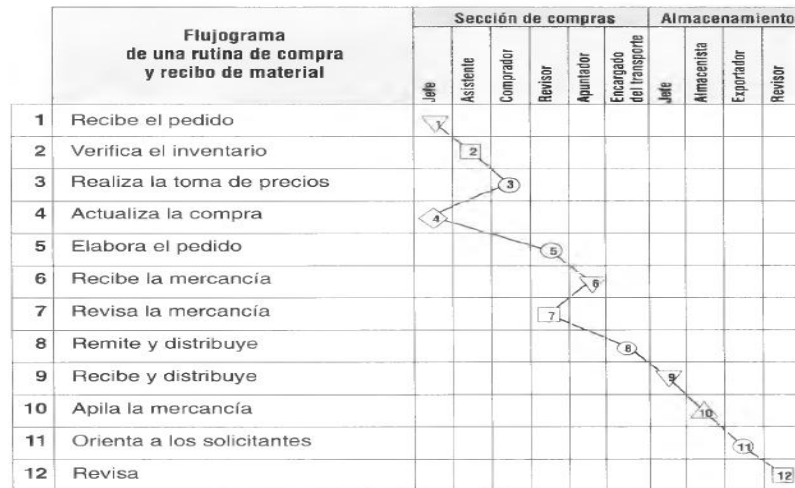 Flujograma
de una rutina de compra
y recibo de material
Sección de compras
Almacenamiento
Jefe
Asistente
Comprador
Revisor
Apuntador
Encargado
del transporte
Jefe
Almacenista
Exportador
Revisor
1 Recibe el pedido 1
2 Verifica el inventario 2
3 Realiza la toma de precios 3
4 Actualiza la compra 4
5 Elabora el pedido 5
6 Recibe la mercancía 6
7 Revisa la mercancía 7
8 Remite y distribuye 8
9 Recibe y distribuye 9
10 Apila la mercancía 10
11 Orienta a los solicitantes 11
12 Revisa 12